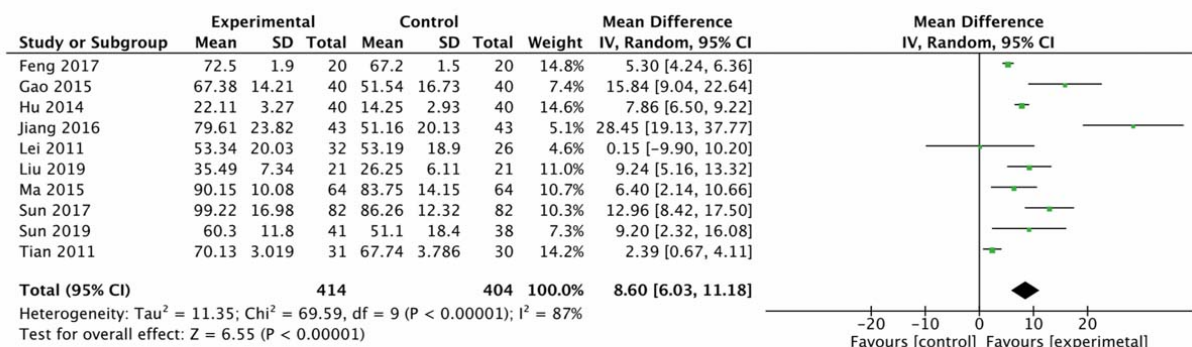 Experimental Control Mean Difference Mean Difference
Study or Subgroup Mean SD Total Mean SD Total Weight IV, Random, 95% CI IV, Random, 95% CI
Feng 2017 72.5 1.9 20 67.2 1.5 20 14.8% 5.30 [4.24, 6.36]
Gao 2015 67.38 14.21 40 51.54 16.73 40 7.4% 15.84 [9.04, 22.64]
Hu 2014 22.11 3.27 40 14.25 2.93 40 14.6% 7.86 [6.50, 9.22]
Jiang 2016 79.61 23.82 43 51.16 20.13 43 5.1% 28.45 [19.13, 37.77]
Lei 2011 53.34 20.03 32 53.19 18.9 26 4.6% 0.15 [-9.90, 10.20]
Liu 2019 35.49 7.34 21 26.25 6.11 21 11.0% 9.24 [5.16, 13.32]
Ma 2015 90.15 10.08 64 83.75 14.15 64 10.7% 6.40 [2.14, 10.66]
Sun 2017 99.22 16.98 82 86.26 12.32 82 10.3% 12.96 [8.42, 17.50]
Sun 2019 60.3 11.8 41 51.1 18.4 38 7.3% 9.20 [2.32, 16.08]
Tian 2011 70.13 3.019 31 67.74 3.786 30 14.2% 2.39 [0.67, 4.11]
Total (95% CI) 414 404 100.0% 8.60 [6.03, 11.18]
Heterogeneity: Tau² = 11.35; Chi² = 69.59, df = 9 (P < 0.00001); I² = 87%
Test for overall effect: Z = 6.55 (P < 0.00001)
-20 -10 0 10 20
Favours [control] Favours [experimetal]